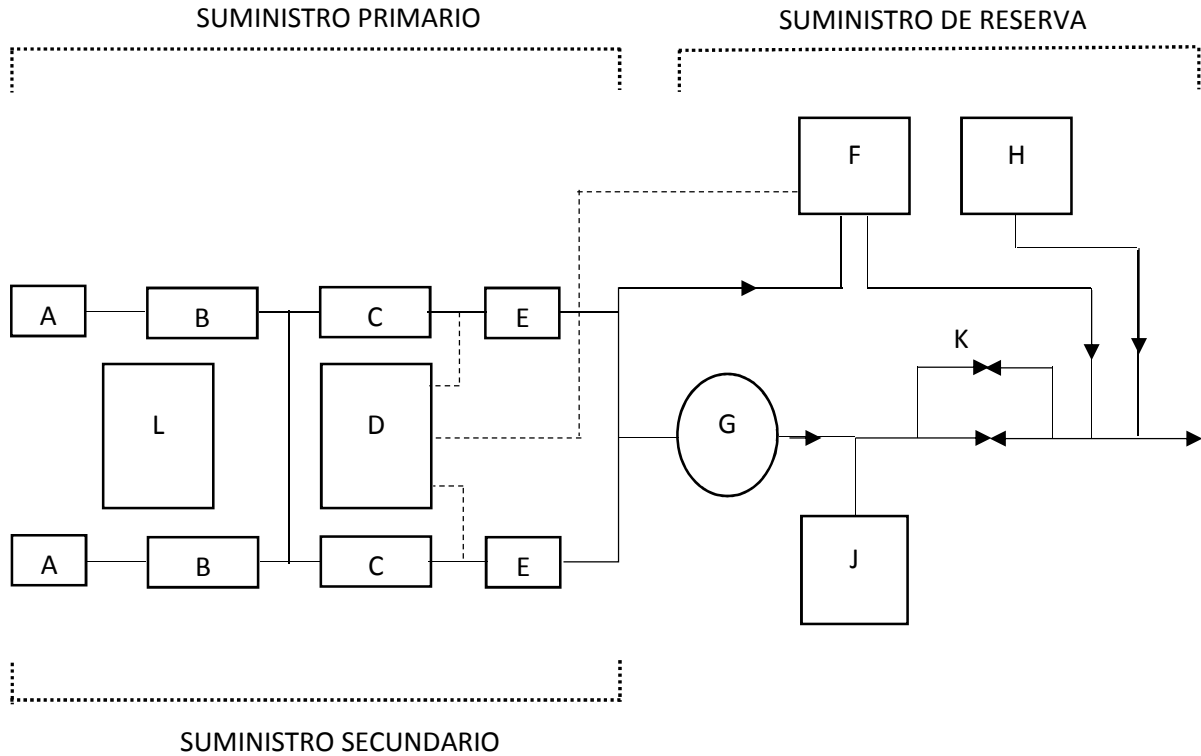 SUMINISTRO PRIMARIO
SUMINISTRO DE RESERVA
F
H
A
B
C
E
K
L
D
G
A
B
C
E
J
SUMINISTRO SECUNDARIO